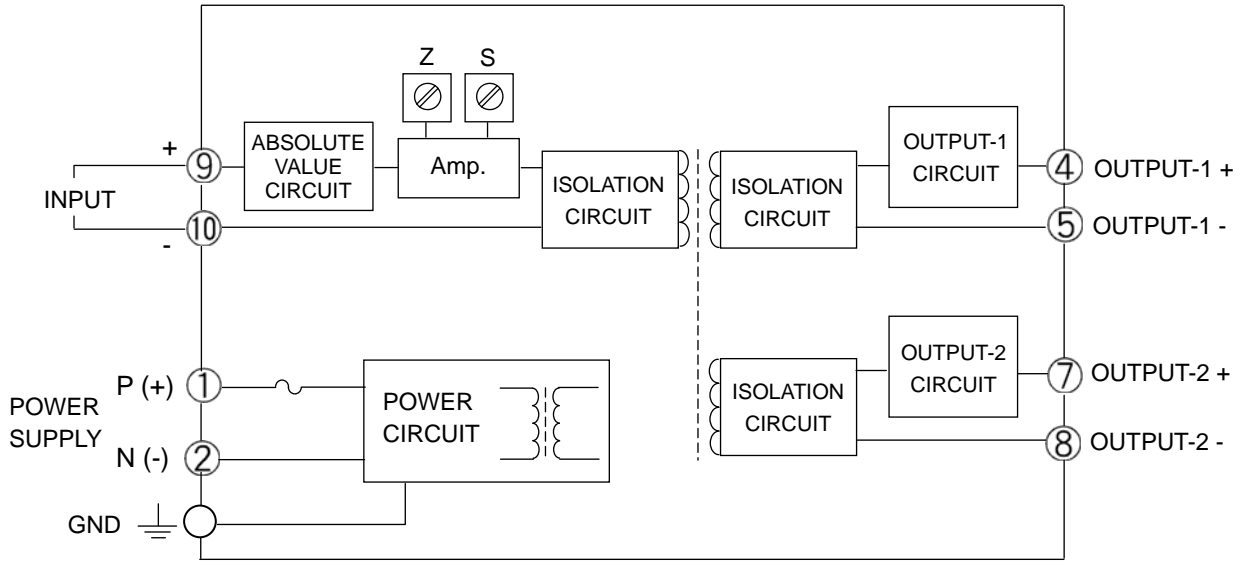 Z
S
+
9
ABSOLUTE
VALUE
CIRCUIT
Amp.
ISOLATION
CIRCUIT
ISOLATION
CIRCUIT
OUTPUT-1
CIRCUIT
4
OUTPUT-1 +
INPUT
10
-
5
OUTPUT-1 -
POWER
SUPPLY
P (+)
1
N (-)
2
GND
POWER
CIRCUIT
ISOLATION
CIRCUIT
OUTPUT-2
CIRCUIT
7
OUTPUT-2 +
8
OUTPUT-2 -